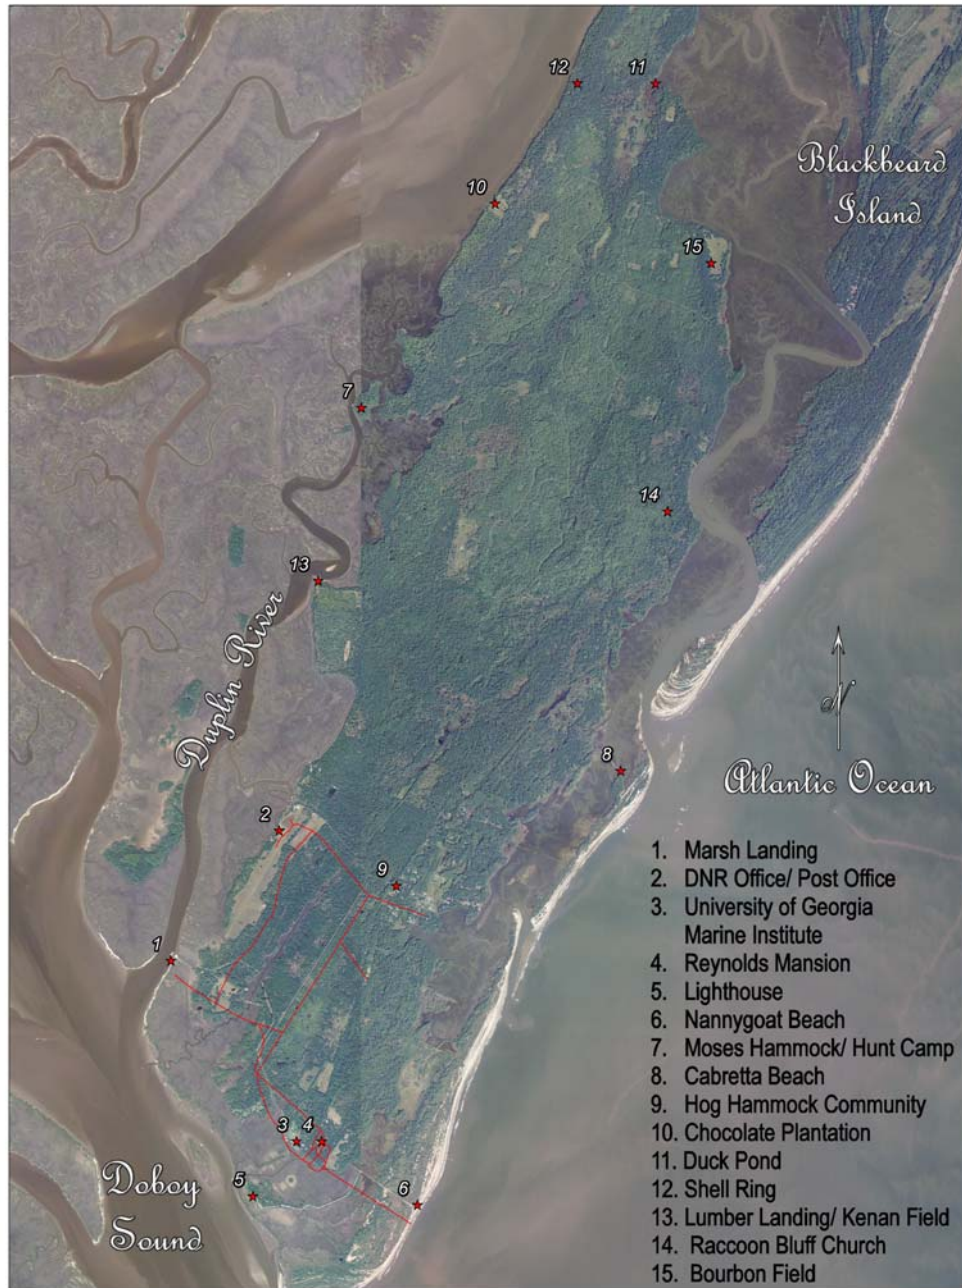 12
11
Blackbeard
Island
10
15
7
14
13
Duplin River
N
8
Atlantic Ocean
2
9
1
3
4
5
6
Doboy
Sound
1. Marsh Landing
2. DNR Office/ Post Office
3. University of Georgia
Marine Institute
4. Reynolds Mansion
5. Lighthouse
6. Nannygoat Beach
7. Moses Hammock/ Hunt Camp
8. Cabretta Beach
9. Hog Hammock Community
10. Chocolate Plantation
11. Duck Pond
12. Shell Ring
13. Lumber Landing/ Kenan Field
14. Raccoon Bluff Church
15. Bourbon Field